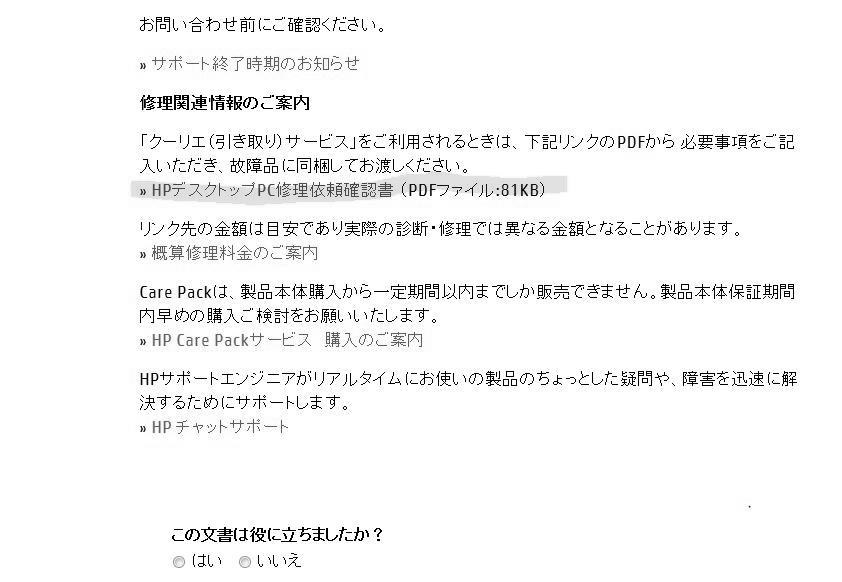 お問い合わせ前にご確認ください。
» サポート終了時期のお知らせ
修理関連情報のご案内
「クーリエ（引き取り）サービス」をご利用されるときは、下記リンクのPDFから 必要事項をご記
入いただき、故障品に同梱してお渡しください。
» HPデスクトップPC修理依頼確認書 （PDFファイル:81KB）
リンク先の金額は目安であり実際の診断・修理では異なる金額となることがあります。
» 概算修理料金のご案内
Care Packは、製品本体購入から一定期間以内までしか販売できません。製品本体保証期間
内早めの購入ご検討をお願いいたします。
» HP Care Packサービス　購入のご案内
HPサポートエンジニアがリアルタイムにお使いの製品のちょっとした疑問や、障害を迅速に解
決するためにサポートします。
» HP チャットサポート
この文書は役に立ちましたか？
はい　いいえ